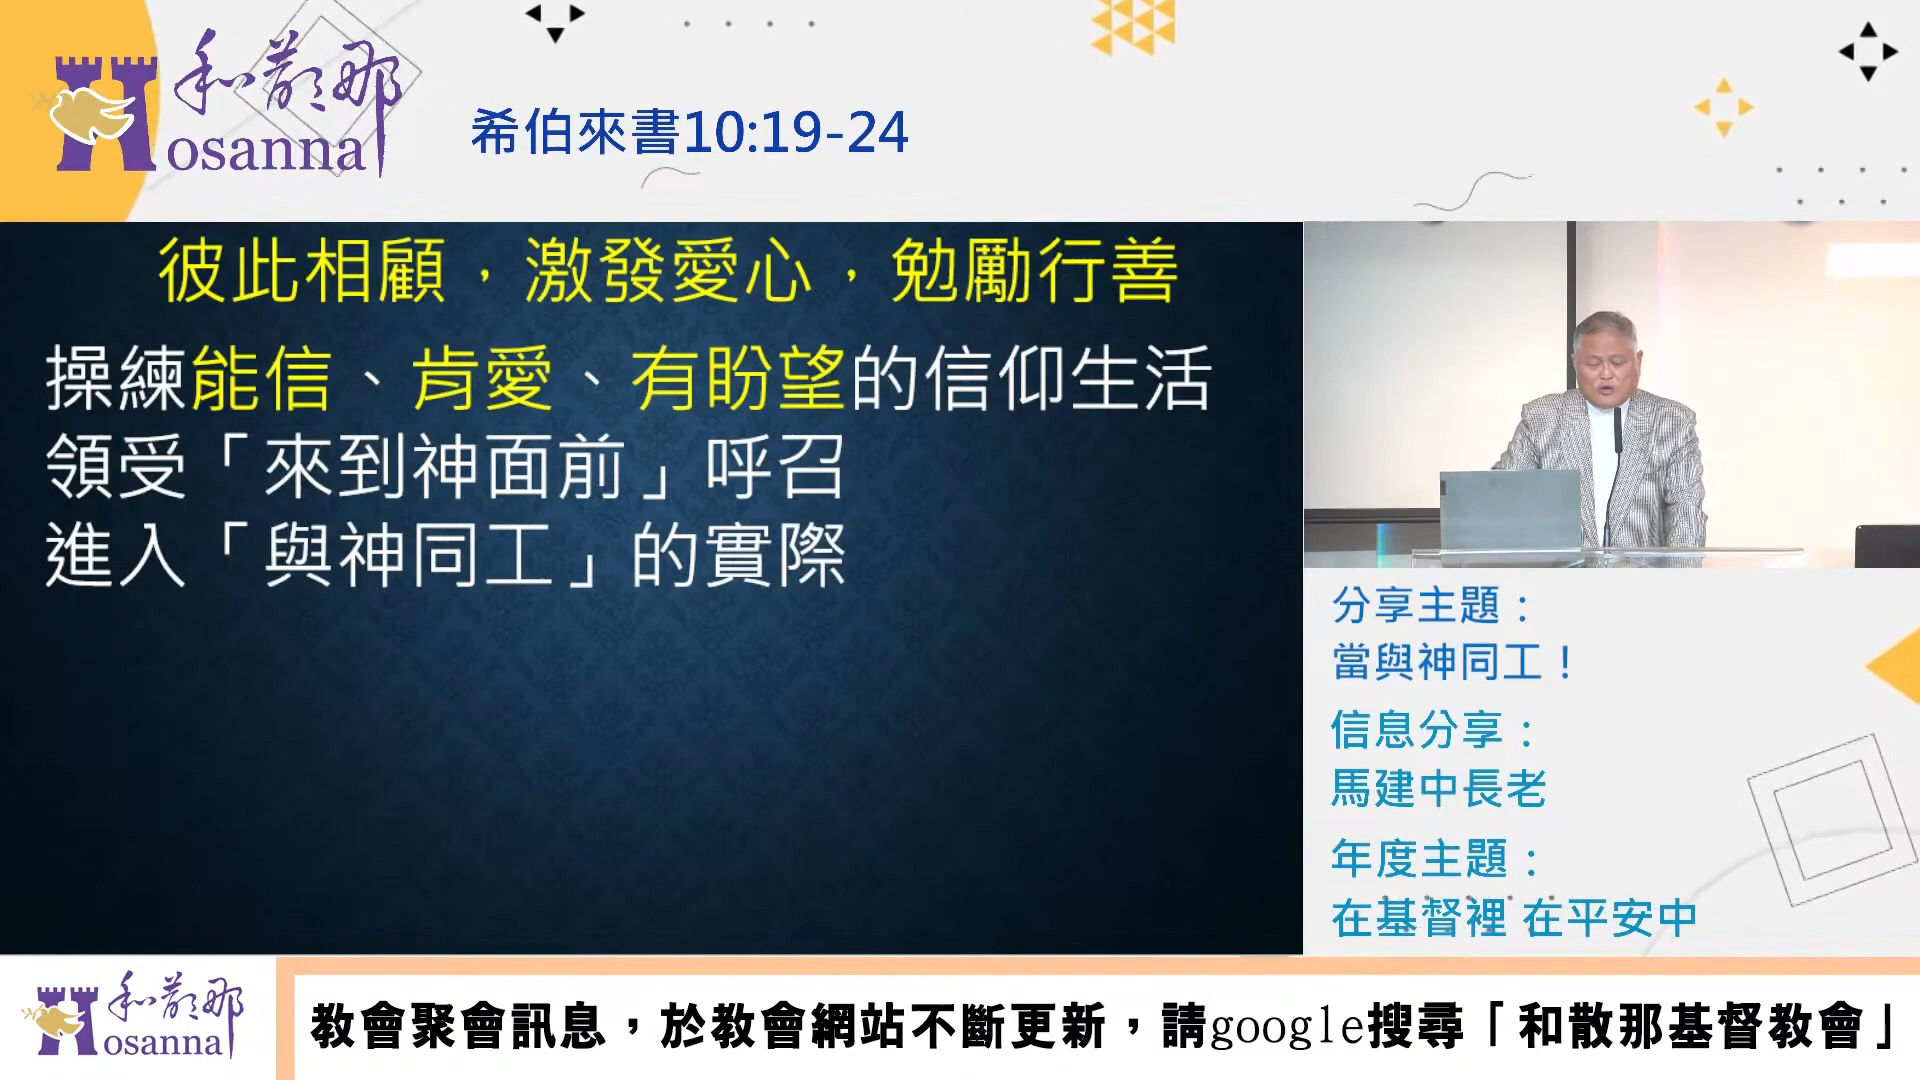 和散那
Hosanna
希伯來書10:19-24
彼此相顧，激發愛心，勉勵行善
操練能信、肯愛、有盼望的信仰生活
領受「來到神面前」呼召
進入「與神同工」的實際
分享主題：
當與神同工！
信息分享：
馬建中長老
年度主題：
在基督裡 在平安中
和散那
Hosanna
教會聚會訊息，於教會網站不斷更新，請google搜尋「和散那基督教會」